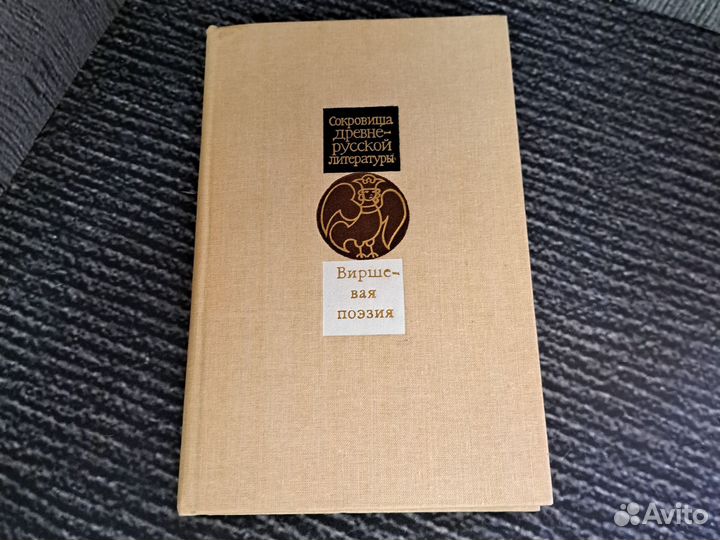 Сокровища
древне-
русской
литературы
Вирше-
вая
поэзия
Avito